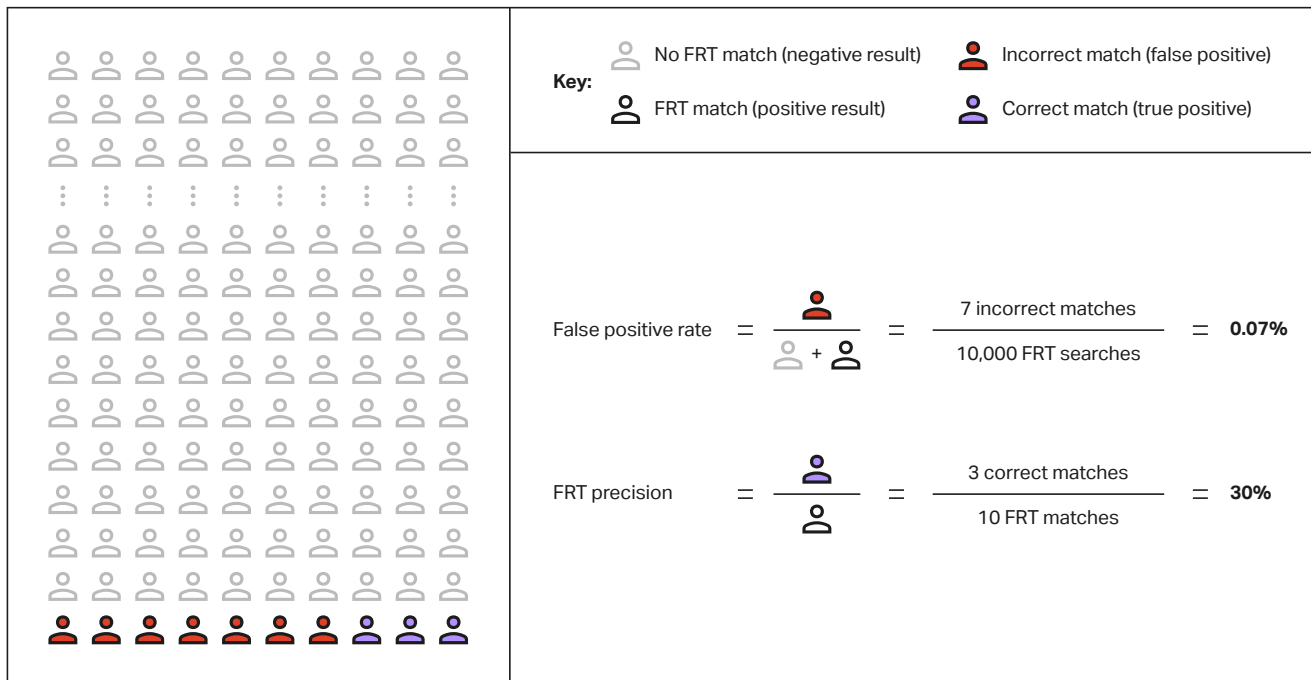 Key:
No FRT match (negative result)
Incorrect match (false positive)
FRT match (positive result)
Correct match (true positive)
False positive rate = + = 7 incorrect matches = 0.07%
10,000 FRT searches
FRT precision = = 3 correct matches = 30%
10 FRT matches